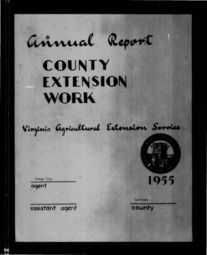 Annual Report
COUNTY
EXTENSION
WORK
Virginia Agricultural Extension Service
1955
agent
assistant agent
county